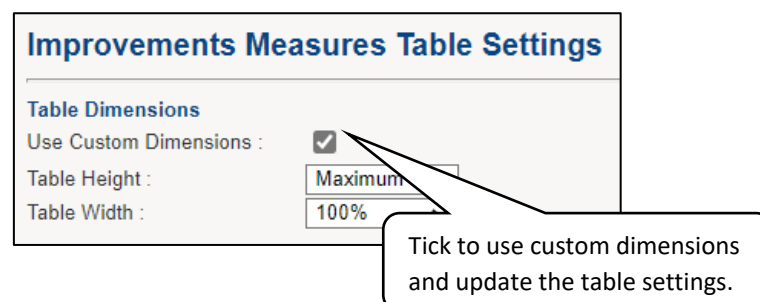 Improvements Measures Table Settings
Table Dimensions
Use Custom Dimensions :
Table Height :
Maximum
Table Width :
100%
Tick to use custom dimensions
and update the table settings.